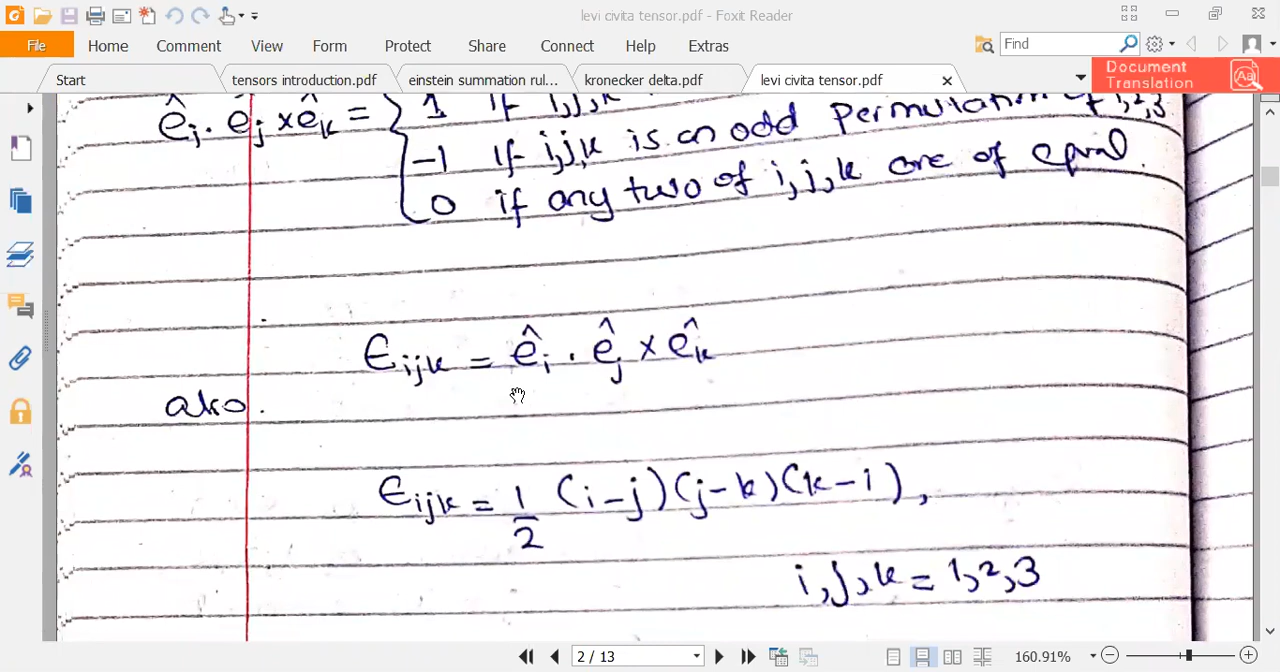 levi civita tensor.pdf - Foxit Reader
File Home Comment View Form Protect Share Connect Help Extras Find
Start tensors introduction.pdf einstein summation rul... kronecker delta.pdf levi civita tensor.pdf
Document Translation
êᵢ . êⱼ × êₖ = { 1 if i,j,k
-1 if i,j,k is an odd permutation of 1,2,3
0 if any two of i,j,k are of equal.
ϵijk = êᵢ . êⱼ × êₖ
also.
ϵijk = 1/2 (i-j)(j-k)(k-i),
i,j,k = 1,2,3
2 / 13 160.91%